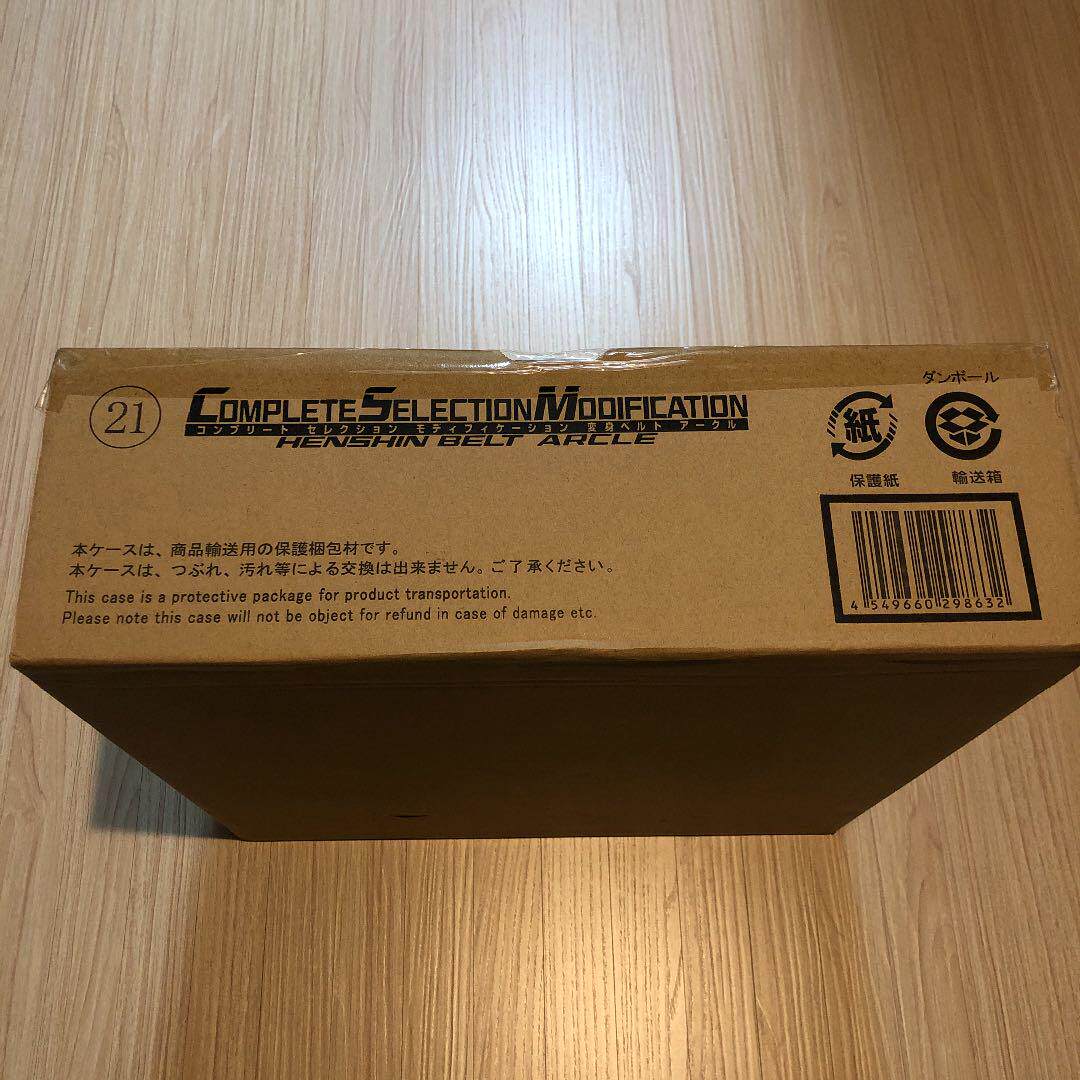 21
COMPLETE SELECTION MODIFICATION
コンプリート セレクション モディフィケーション 変身ベルト アークル
HENSHIN BELT ARCLE
ダンボール
紙
保護紙
輸送箱
本ケースは、商品輸送用の保護梱包材です。
本ケースは、つぶれ、汚れ等による交換は出来ません。ご了承ください。
This case is a protective package for product transportation.
Please note this case will not be object for refund in case of damage etc.
4 549660 298632